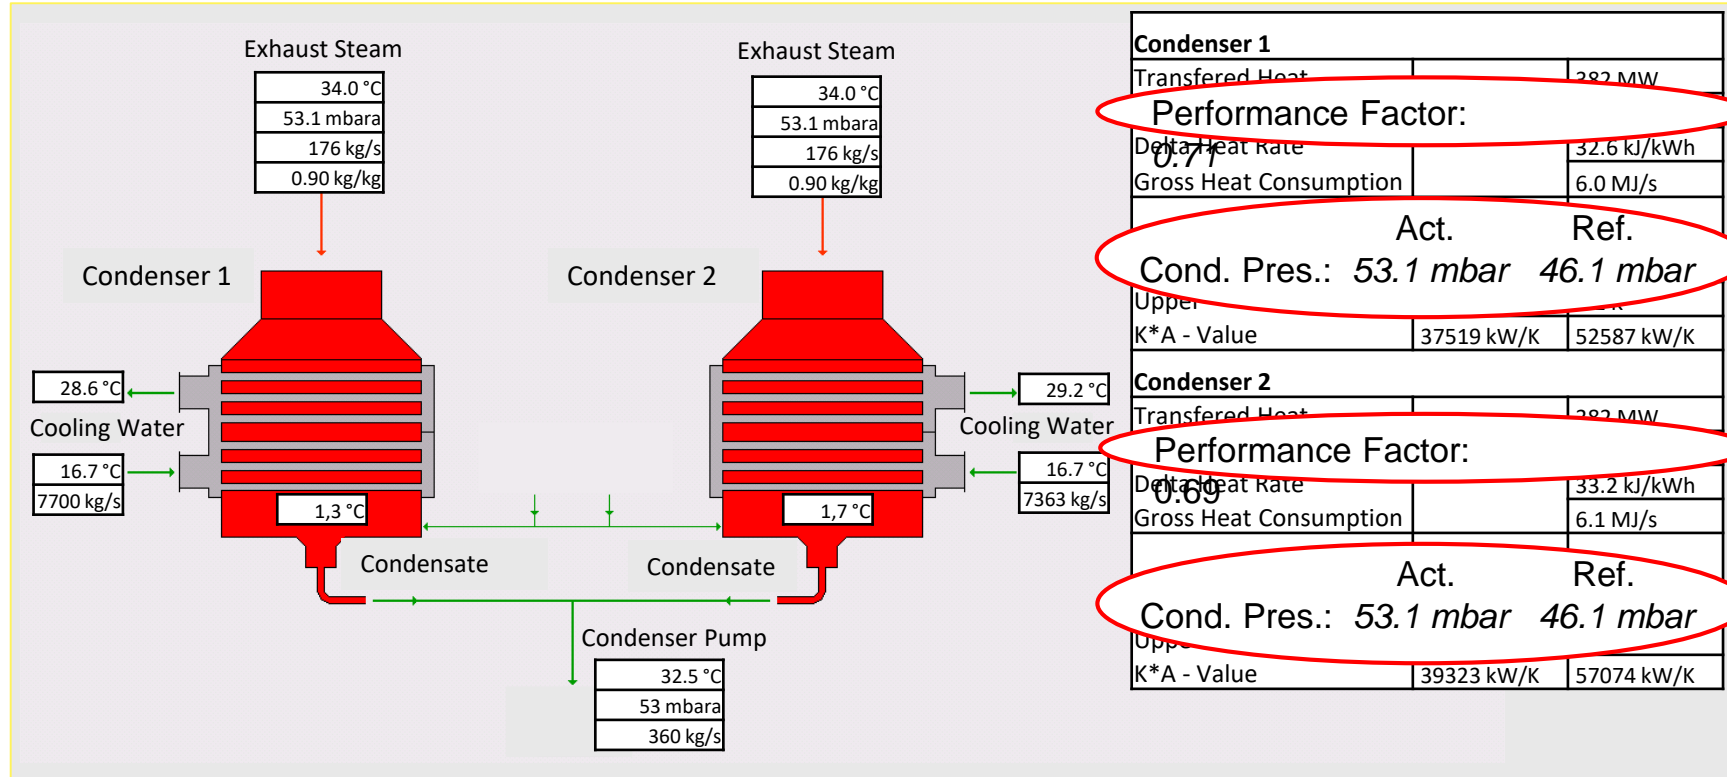 Exhaust Steam
34.0 °C
53.1 mbara
176 kg/s
0.90 kg/kg
Exhaust Steam
34.0 °C
53.1 mbara
176 kg/s
0.90 kg/kg
Condenser 1
Condenser 2
28.6 °C
Cooling Water
16.7 °C
7700 kg/s
29.2 °C
Cooling Water
16.7 °C
7363 kg/s
1,3 °C
1,7 °C
Condensate
Condensate
Condenser Pump
32.5 °C
53 mbara
360 kg/s
Condenser 1
Transfered Heat 382 MW
Performance Factor:
0.71
Delta Heat Rate 32.6 kJ/kWh
Gross Heat Consumption 6.0 MJ/s
Act. Ref.
Cond. Pres.: 53.1 mbar 46.1 mbar
Upper
K*A - Value 37519 kW/K 52587 kW/K
Condenser 2
Transfered Heat 382 MW
Performance Factor:
0.69
Delta Heat Rate 33.2 kJ/kWh
Gross Heat Consumption 6.1 MJ/s
Act. Ref.
Cond. Pres.: 53.1 mbar 46.1 mbar
Upper
K*A - Value 39323 kW/K 57074 kW/K